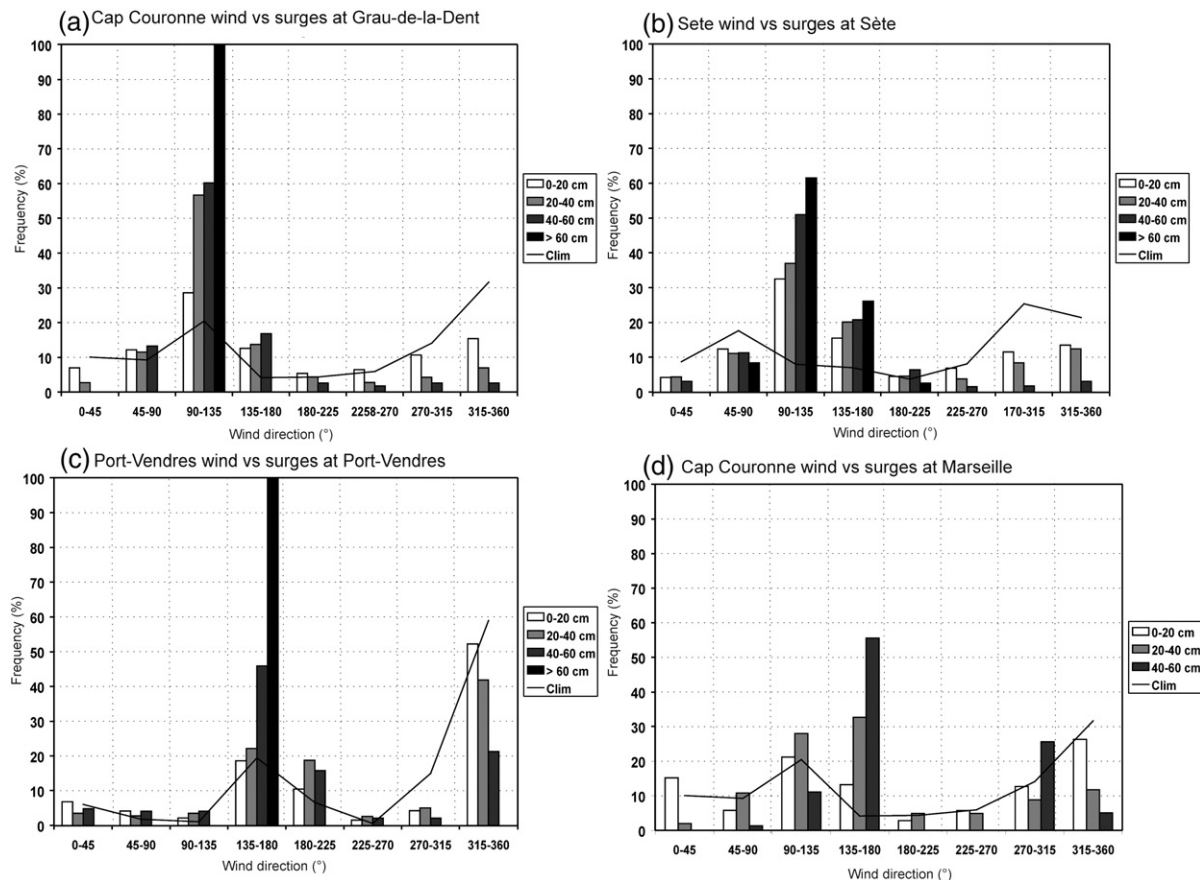 (a) Cap Couronne wind vs surges at Grau-de-la-Dent
100
90
80
70
60
50
40
30
20
10
0
Frequency (%)
0-20 cm
20-40 cm
40-60 cm
> 60 cm
Clim
0-45 45-90 90-135 135-180 180-225 2258-270 270-315 315-360
Wind direction (°)
(b) Sete wind vs surges at Sète
100
90
80
70
60
50
40
30
20
10
0
Frequency (%)
0-20 cm
20-40 cm
40-60 cm
> 60 cm
Clim
0-45 45-90 90-135 135-180 180-225 225-270 170-315 315-360
Wind direction (°)
(c) Port-Vendres wind vs surges at Port-Vendres
100
90
80
70
60
50
40
30
20
10
0
Frequency (%)
0-20 cm
20-40 cm
40-60 cm
> 60 cm
Clim
0-45 45-90 90-135 135-180 180-225 225-270 270-315 315-360
Wind direction (°)
(d) Cap Couronne wind vs surges at Marseille
100
90
80
70
60
50
40
30
20
10
0
Frequency (%)
0-20 cm
20-40 cm
40-60 cm
Clim
0-45 45-90 90-135 135-180 180-225 225-270 270-315 315-360
Wind direction (°)